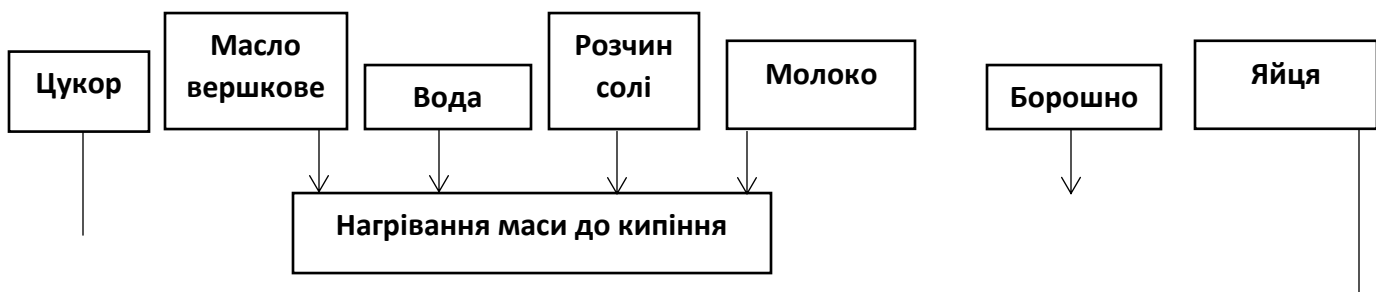 Цукор
Масло
вершкове
Вода
Розчин
солі
Молоко
Борошно
Яйця
Нагрівання маси до кипіння